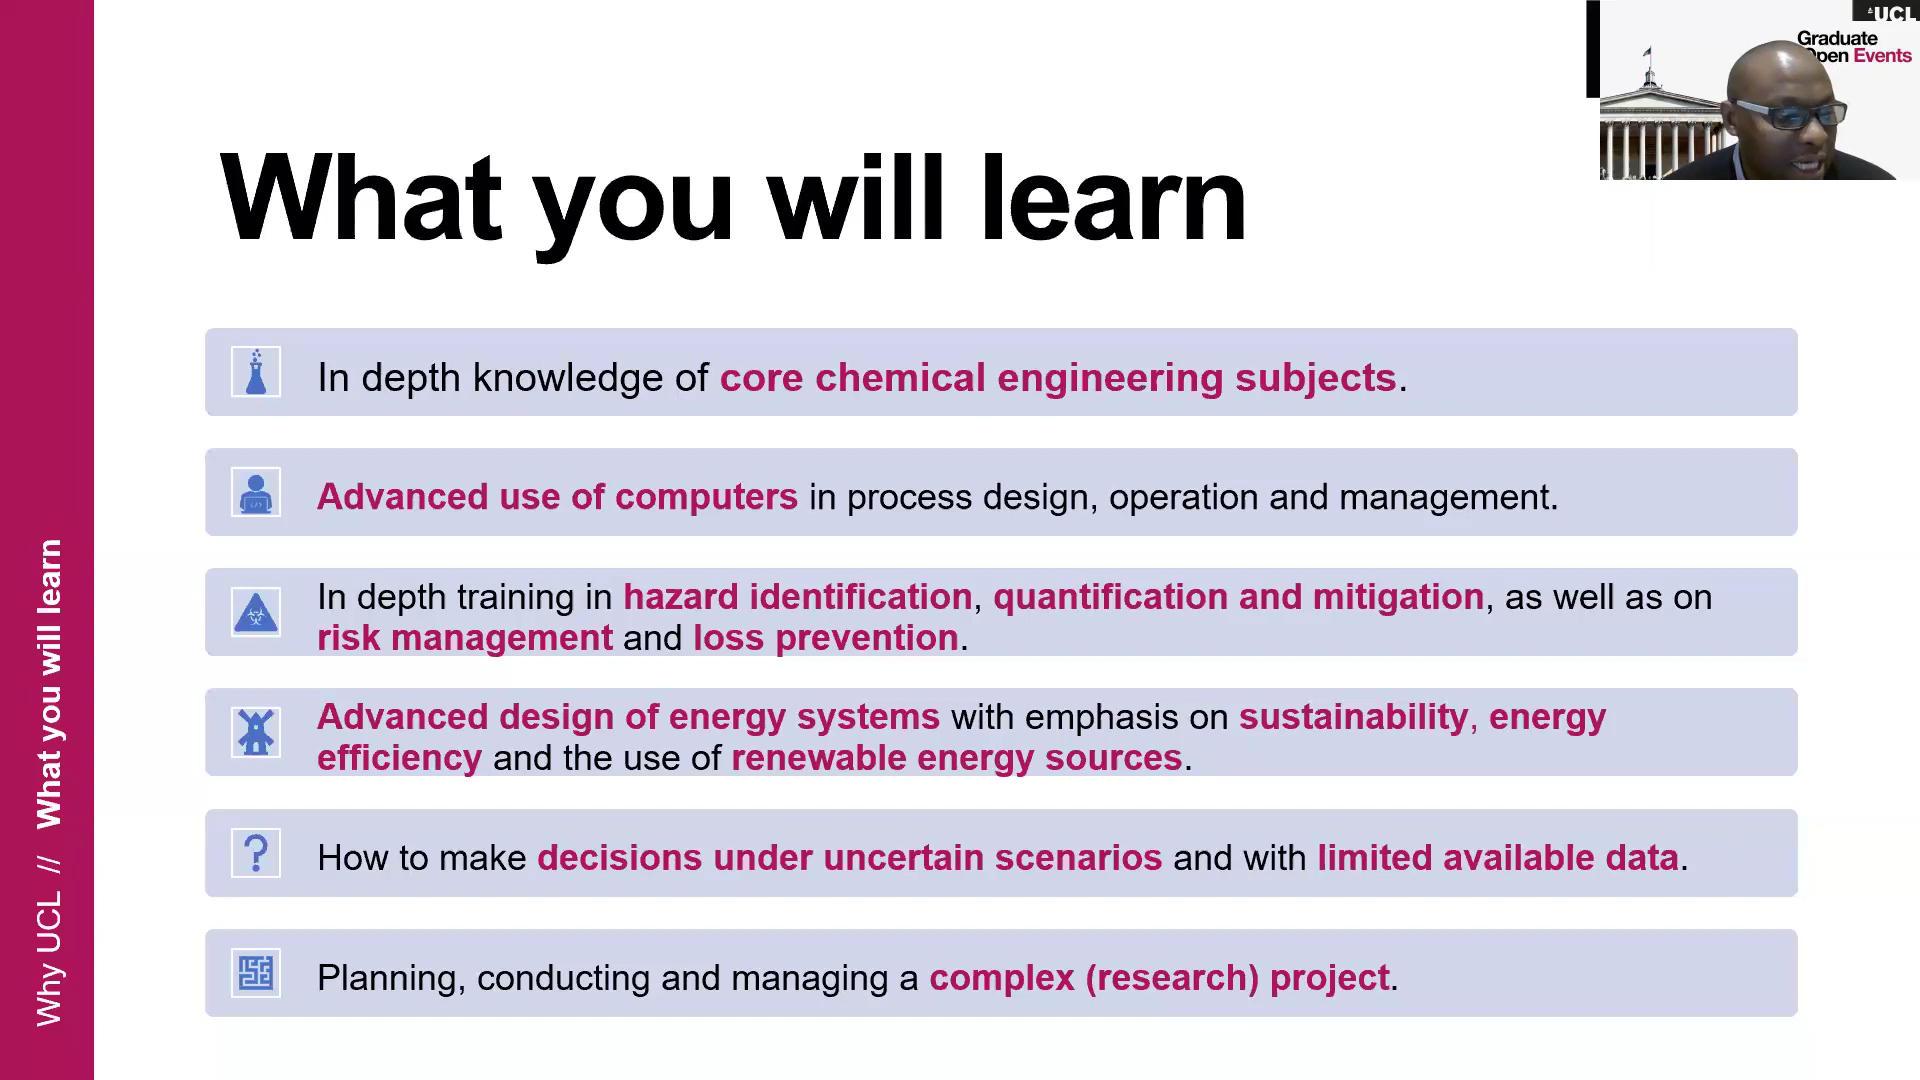 UCL
Graduate
Open Events
What you will learn
In depth knowledge of core chemical engineering subjects.
Advanced use of computers in process design, operation and management.
In depth training in hazard identification, quantification and mitigation, as well as on
risk management and loss prevention.
Advanced design of energy systems with emphasis on sustainability, energy
efficiency and the use of renewable energy sources.
How to make decisions under uncertain scenarios and with limited available data.
Planning, conducting and managing a complex (research) project.
Why UCL // What you will learn